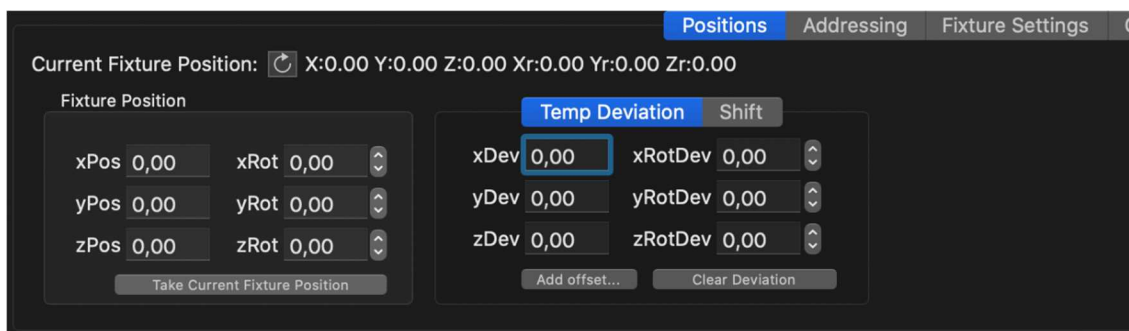 Positions Addressing Fixture Settings
Current Fixture Position: X:0.00 Y:0.00 Z:0.00 Xr:0.00 Yr:0.00 Zr:0.00
Fixture Position
Temp Deviation Shift
xPos 0,00 xRot 0,00
yPos 0,00 yRot 0,00
zPos 0,00 zRot 0,00
Take Current Fixture Position
xDev 0,00 xRotDev 0,00
yDev 0,00 yRotDev 0,00
zDev 0,00 zRotDev 0,00
Add offset... Clear Deviation